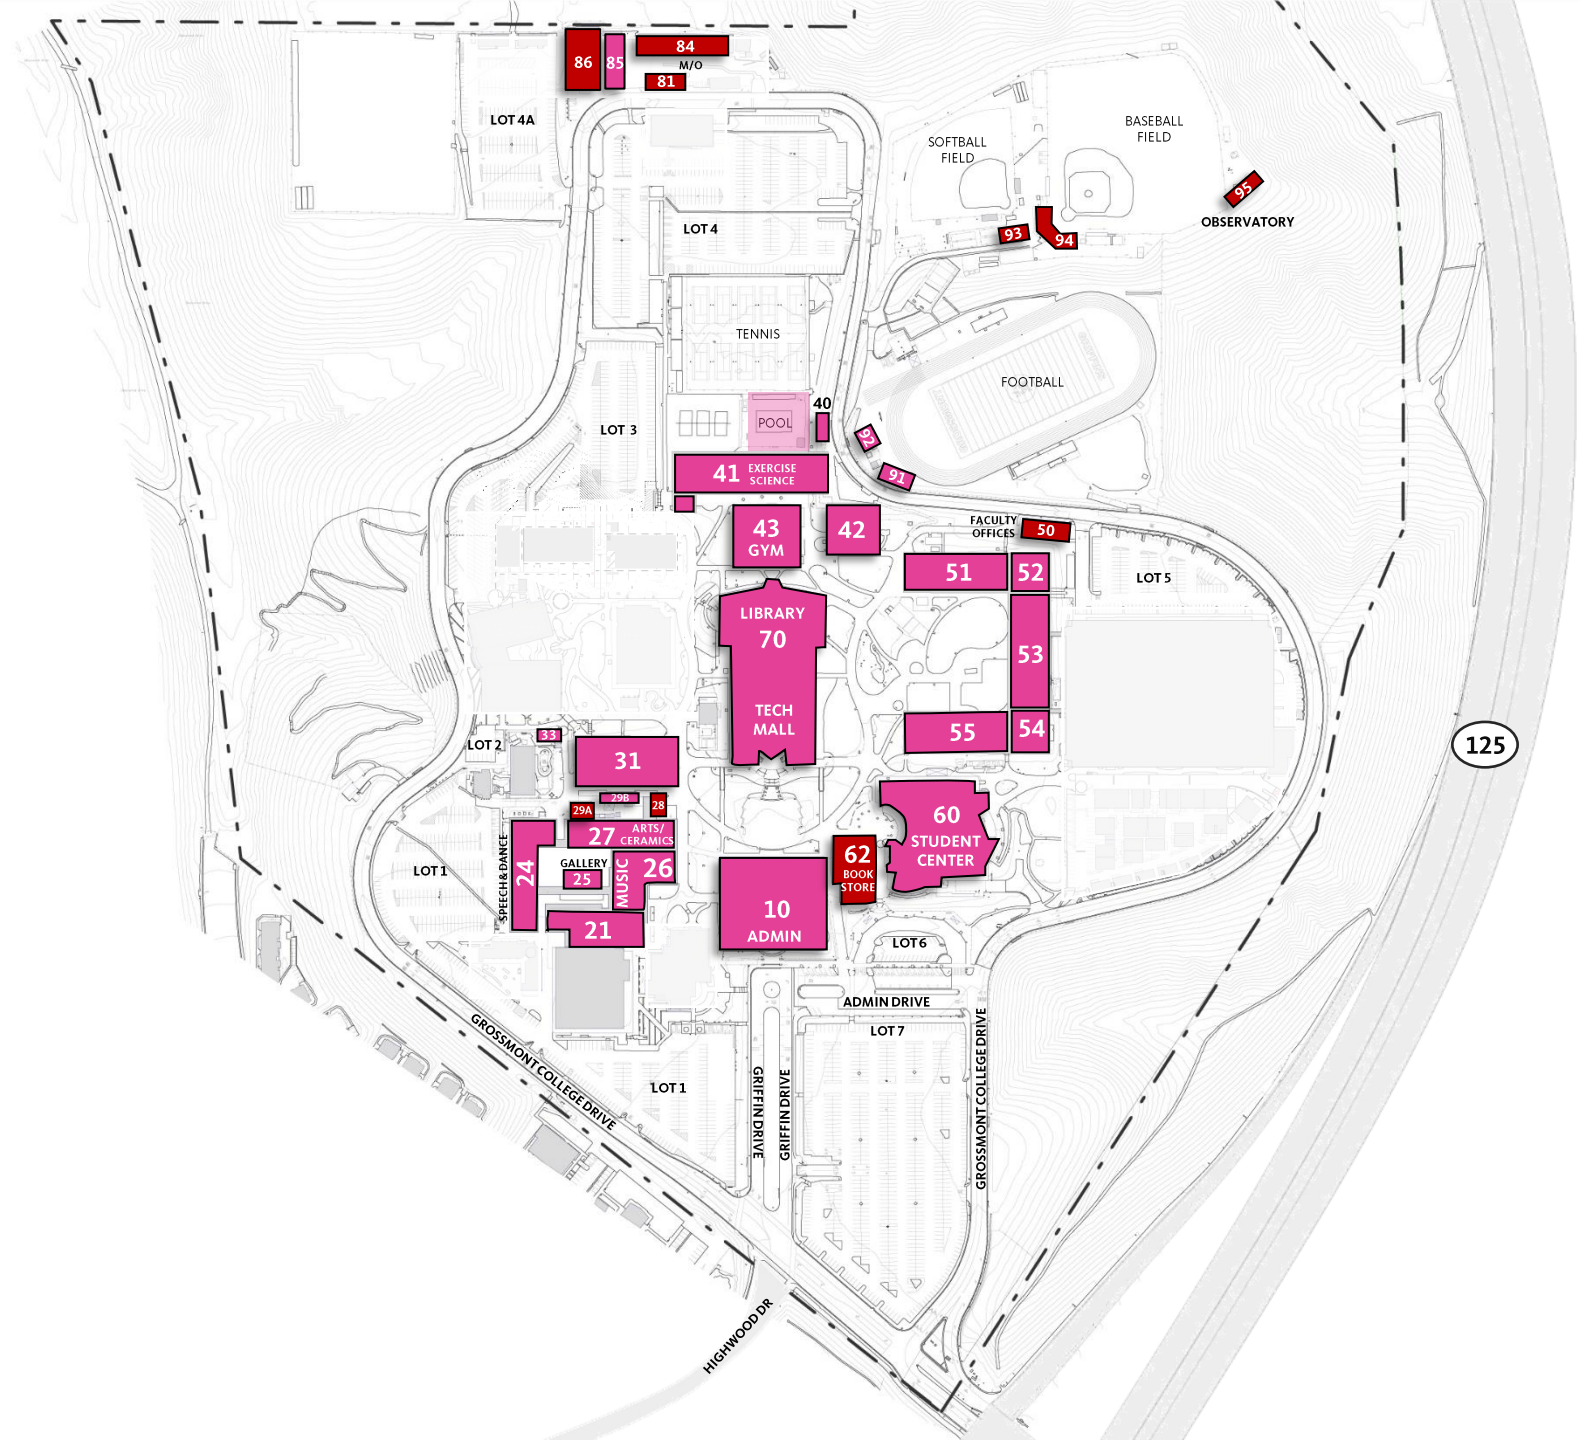 86
85
84
M/O
81
LOT 4A
SOFTBALL
FIELD
BASEBALL
FIELD
95
OBSERVATORY
93
94
LOT 4
TENNIS
FOOTBALL
40
POOL
LOT 3
92
91
41 EXERCISE
SCIENCE
43
GYM
42
FACULTY
OFFICES
50
51
52
LOT 5
LIBRARY
70
TECH
MALL
53
54
55
125
33
LOT 2
31
29B
29A
28
27 ARTS/
CERAMICS
60
STUDENT
CENTER
62
BOOK
STORE
SPEECH & DANCE
24
GALLERY
25
MUSIC
26
LOT 1
21
10
ADMIN
LOT 6
ADMIN DRIVE
LOT 7
GROSSMONT COLLEGE DRIVE
LOT 1
GRIFFIN DRIVE
GRIFFIN DRIVE
GROSSMONT COLLEGE DRIVE
HIGHWOOD DR